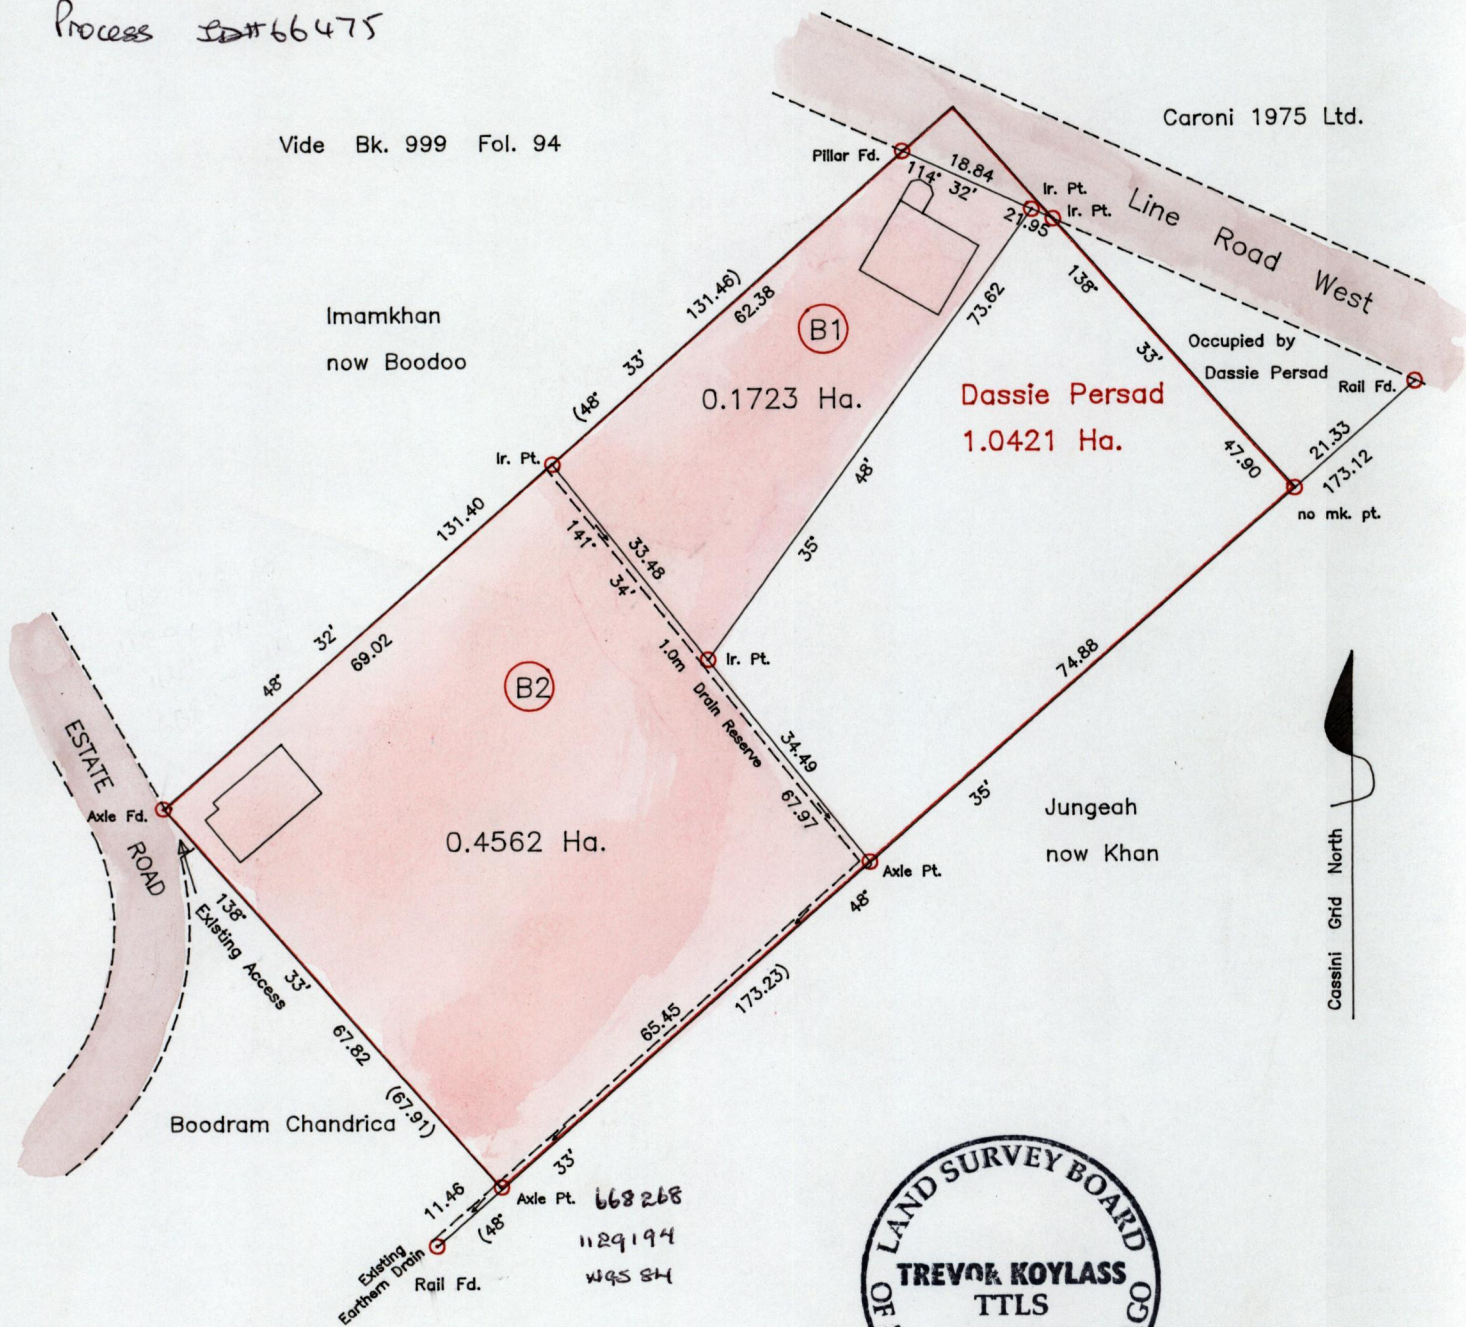 Process ID#66475
Vide Bk. 999 Fol. 94
Caroni 1975 Ltd.
Pillar Fd.
18.84
114° 32'
Ir. Pt.
Ir. Pt.
21.95
Line Road West
138°
33'
47.90
Occupied by
Dassie Persad
Rail Fd.
21.33
173.12
no mk. pt.
Imamkhan
now Boodoo
131.46)
62.38
33'
(48°
B1
0.1723 Ha.
73.62
48'
35°
Dassie Persad
1.0421 Ha.
Ir. Pt.
131.40
141°
34'
33.48
Ir. Pt.
1.0m Drain Reserve
34.49
67.97
74.88
35'
32'
69.02
48°
B2
0.4562 Ha.
ESTATE ROAD
Axle Fd.
138°
33'
Existing Access
67.82
(67.91)
Jungeah
now Khan
Axle Pt.
48°
173.23)
65.45
Cassini Grid North
Boodram Chandrica
33'
11.46
Axle Pt.
(48°
Existing
Earthern Drain
Rail Fd.
668268
1129194
WGS 84
LAND SURVEY BOARD OF
GO
TREVOR KOYLASS
TTLS